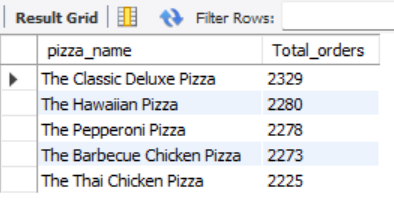 Result Grid Filter Rows:
pizza_name Total_orders
The Classic Deluxe Pizza 2329
The Hawaiian Pizza 2280
The Pepperoni Pizza 2278
The Barbecue Chicken Pizza 2273
The Thai Chicken Pizza 2225